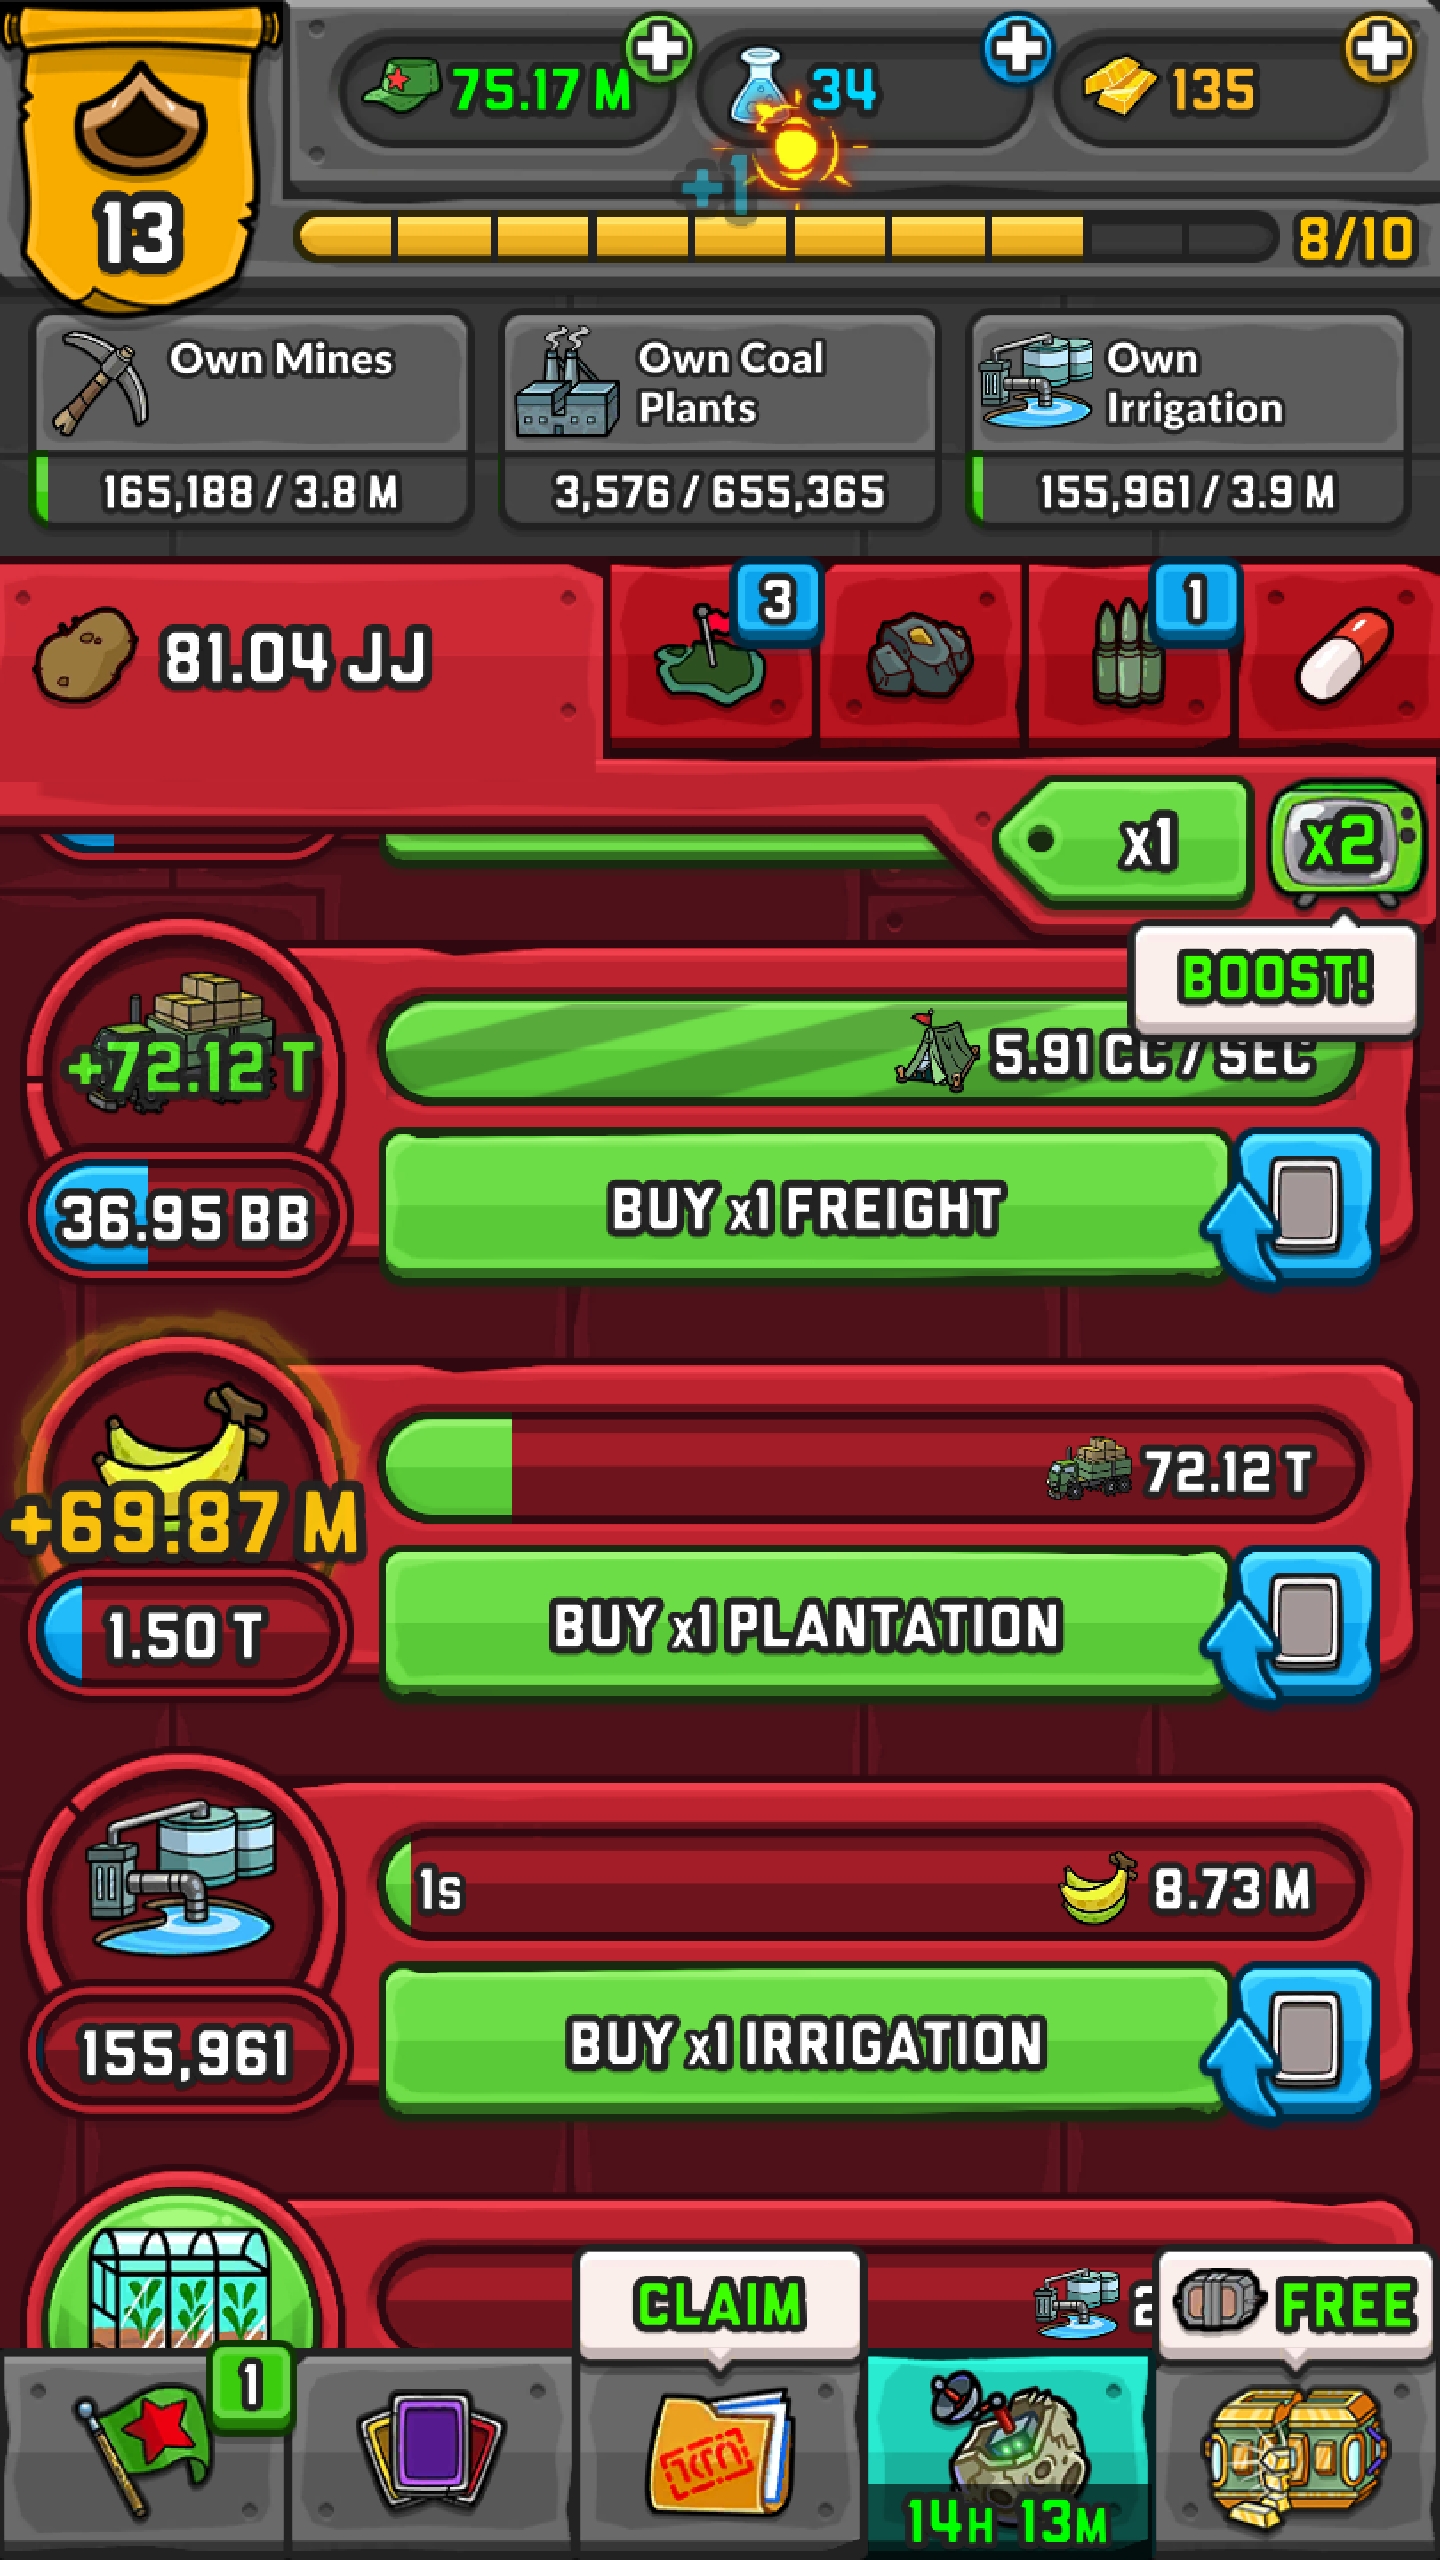 13
75.17 M
34
135
+1
8/10
Own Mines
165,188 / 3.8 M
Own Coal
Plants
3,576 / 655,365
Own
Irrigation
155,961 / 3.9 M
81.04 JJ
3
1
x1
x2
BOOST!
+72.12 T
5.91 CC / SEC
36.95 BB
BUY x1 FREIGHT
+69.87 M
72.12 T
1.50 T
BUY x1 PLANTATION
1s
8.73 M
155,961
BUY x1 IRRIGATION
CLAIM
FREE
1
14H 13M